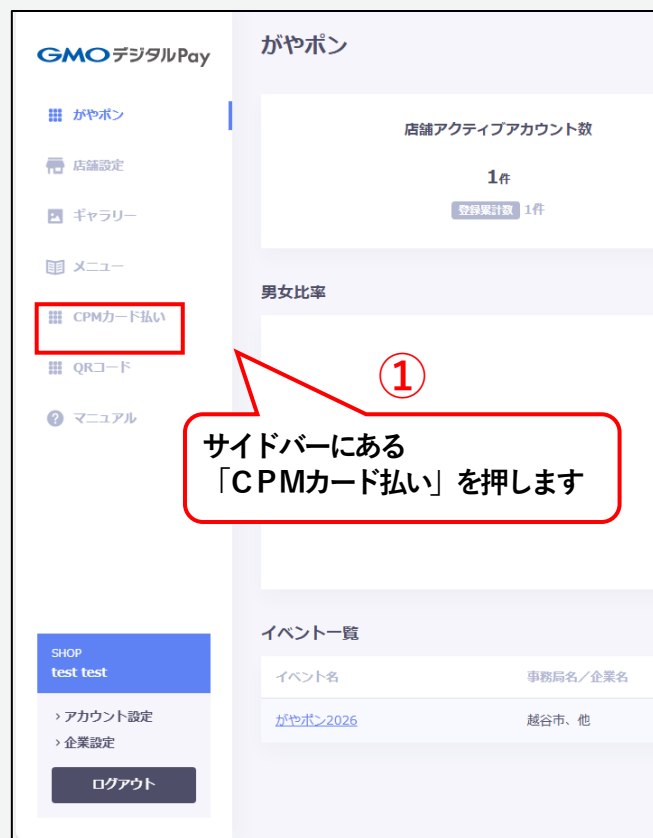 GMOデジタルPay
がやポン
がやポン
店舗設定
ギャラリー
メニュー
CPMカード払い
QRコード
マニュアル
店舗アクティブアカウント数
1件
登録累計数 1件
男女比率
①
サイドバーにある
「CPMカード払い」を押します
イベント一覧
イベント名 事務局名／企業名
がやポン2026 越谷市、他
SHOP
test test
› アカウント設定
› 企業設定
ログアウト